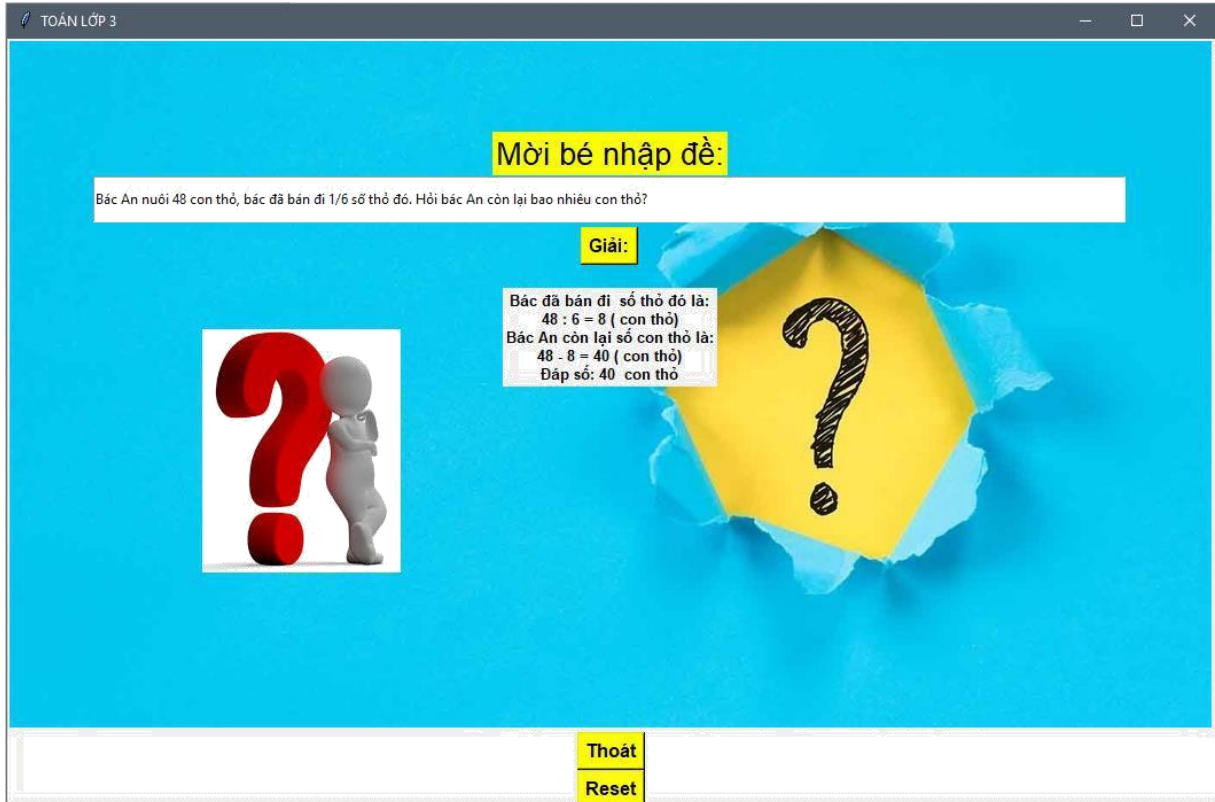 TOÁN LỚP 3
Mời bé nhập đề:
Bác An nuôi 48 con thỏ, bác đã bán đi 1/6 số thỏ đó. Hỏi bác An còn lại bao nhiêu con thỏ?
Giải:
Bác đã bán đi  số thỏ đó là:
48 : 6 = 8 ( con thỏ)
Bác An còn lại số con thỏ là:
48 - 8 = 40 ( con thỏ)
Đáp số: 40  con thỏ
Thoát
Reset